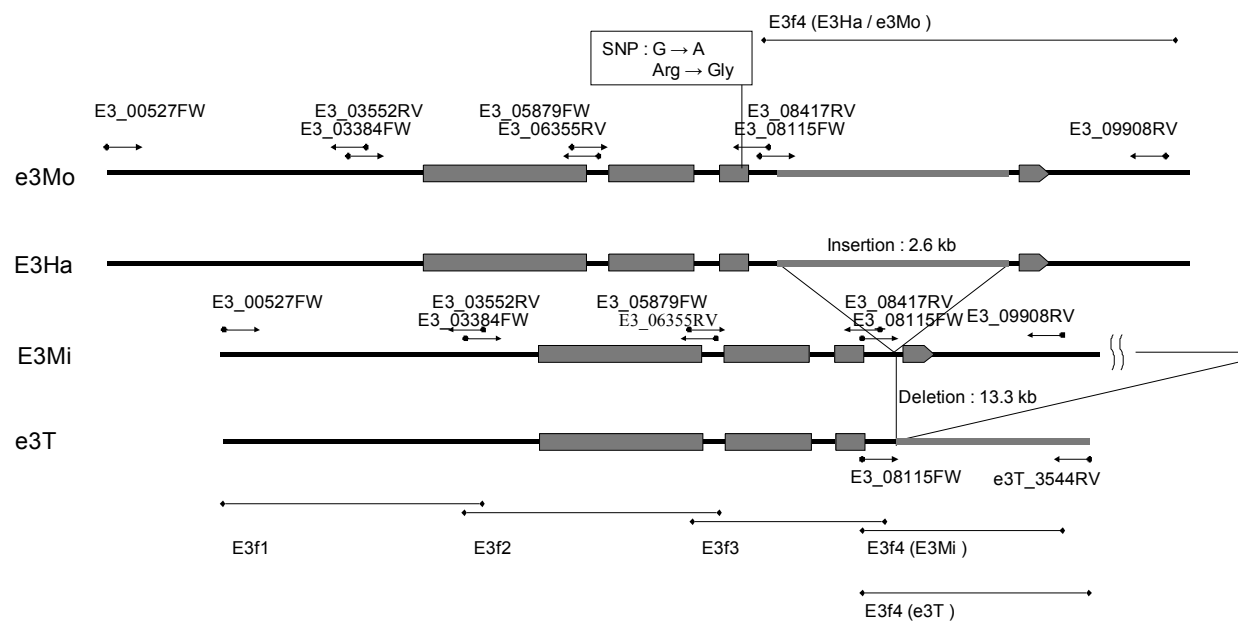 E3f4 (E3Ha / e3Mo )
SNP : G → A
Arg → Gly
E3_00527FW
E3_03552RV
E3_03384FW
E3_05879FW
E3_06355RV
E3_08417RV
E3_08115FW
E3_09908RV
e3Mo
E3Ha
Insertion : 2.6 kb
E3_00527FW
E3_03552RV
E3_03384FW
E3_05879FW
E3_06355RV
E3_08417RV
E3_08115FW
E3_09908RV
E3Mi
Deletion : 13.3 kb
e3T
E3_08115FW
e3T_3544RV
E3f1
E3f2
E3f3
E3f4 (E3Mi )
E3f4 (e3T )